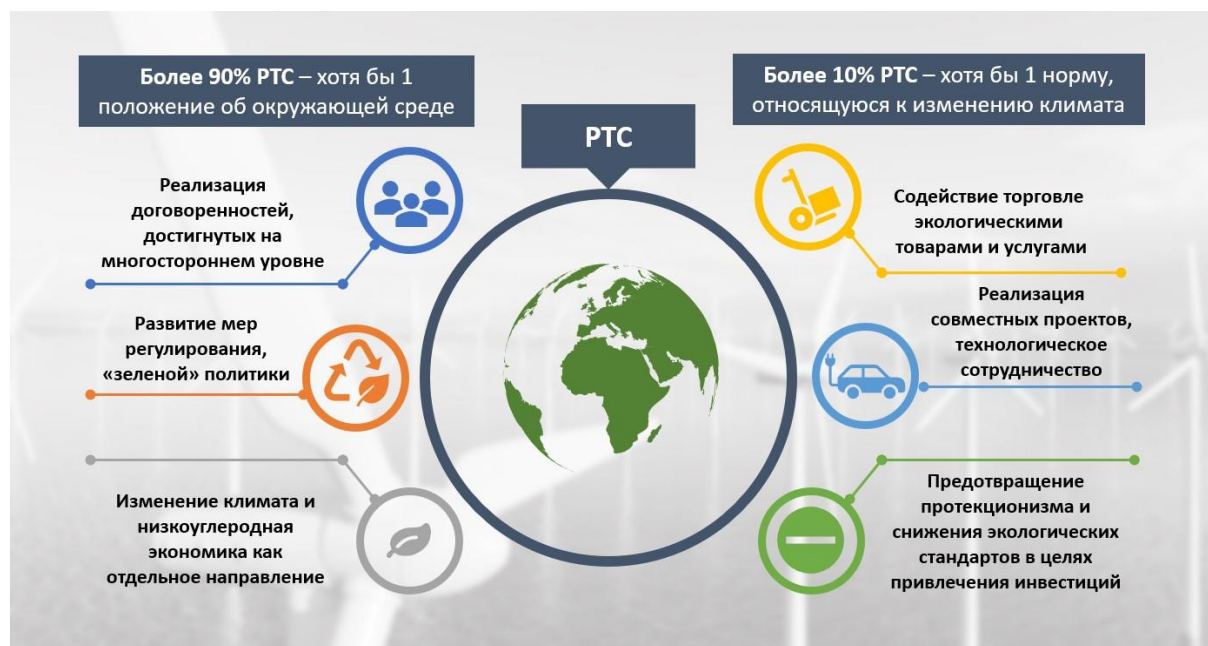 Более 90% РТС – хотя бы 1
положение об окружающей среде
Реализация
договоренностей,
достигнутых на
многостороннем уровне
Развитие мер
регулирования,
«зеленой» политики
Изменение климата и
низкоуглеродная
экономика как
отдельное направление
РТС
Более 10% РТС – хотя бы 1 норму,
относящуюся к изменению климата
Содействие торговле
экологическими
товарами и услугами
Реализация
совместных проектов,
технологическое
сотрудничество
Предотвращение
протекционизма и
снижения экологических
стандартов в целях
привлечения инвестиций